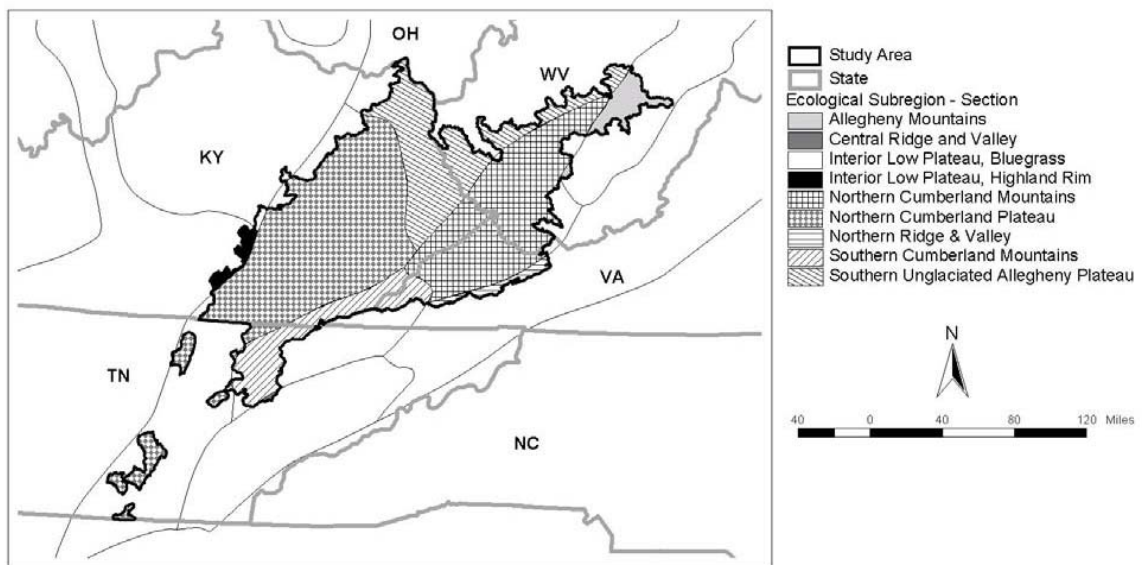 OH
WV
KY
VA
TN
NC
Study Area
State
Ecological Subregion - Section
Allegheny Mountains
Central Ridge and Valley
Interior Low Plateau, Bluegrass
Interior Low Plateau, Highland Rim
Northern Cumberland Mountains
Northern Cumberland Plateau
Northern Ridge & Valley
Southern Cumberland Mountains
Southern Unglaciated Allegheny Plateau
N
40 0 40 80 120 Miles